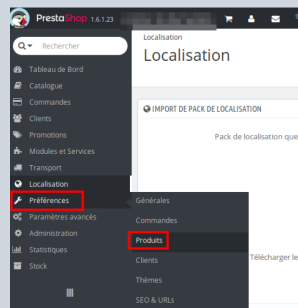 PrestaShop 1.6.1.23
Rechercher
Tableau de Bord
Catalogue
Commandes
Clients
Promotions
Modules et Services
Transport
Localisation
Préférences
Paramètres avancés
Administration
Statistiques
Stock
Générales
Commandes
Produits
Clients
Thèmes
SEO & URLs
Localisation
Localisation
IMPORT DE PACK DE LOCALISATION
Pack de localisation que
Télécharger le